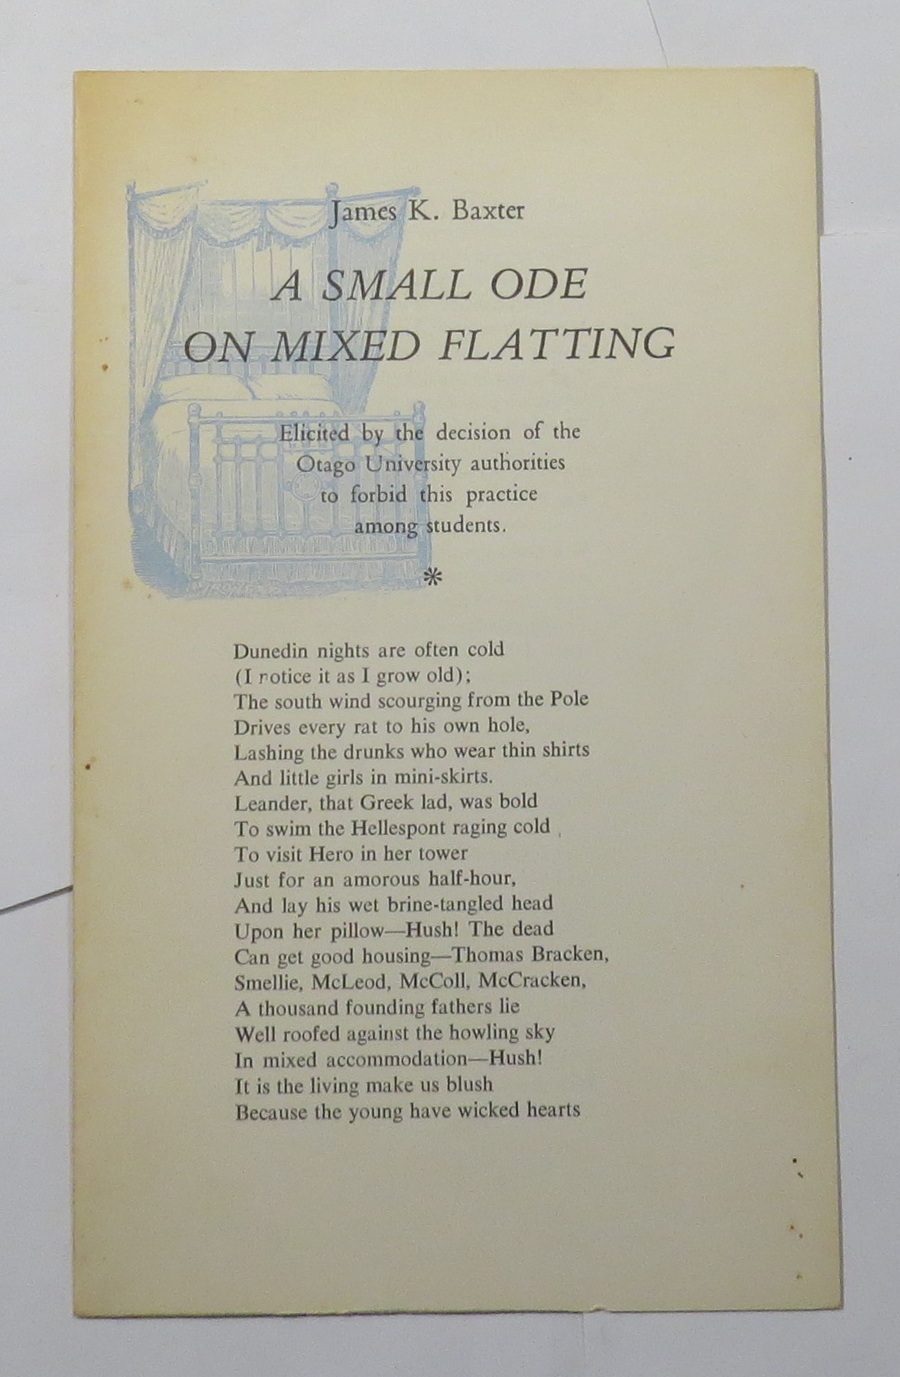 James K. Baxter
A SMALL ODE
ON MIXED FLATTING
Elicited by the decision of the
Otago University authorities
to forbid this practice
among students.
*
Dunedin nights are often cold
(I notice it as I grow old);
The south wind scourging from the Pole
Drives every rat to his own hole,
Lashing the drunks who wear thin shirts
And little girls in mini-skirts.
Leander, that Greek lad, was bold
To swim the Hellespont raging cold
To visit Hero in her tower
Just for an amorous half-hour,
And lay his wet brine-tangled head
Upon her pillow—Hush! The dead
Can get good housing—Thomas Bracken,
Smellie, McLeod, McColl, McCracken,
A thousand founding fathers lie
Well roofed against the howling sky
In mixed accommodation—Hush!
It is the living make us blush
Because the young have wicked hearts